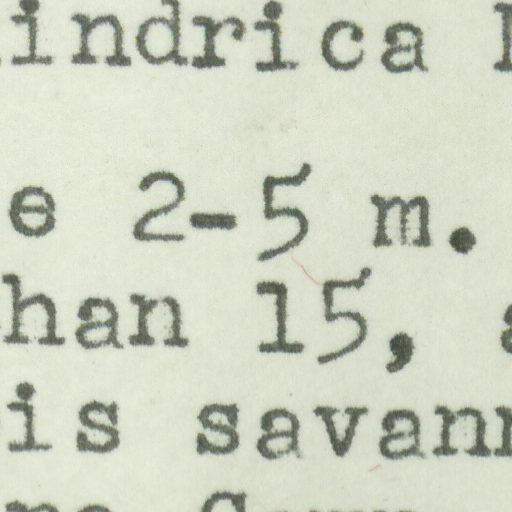 indrica
e 2-5 m.
han 15,
is savann